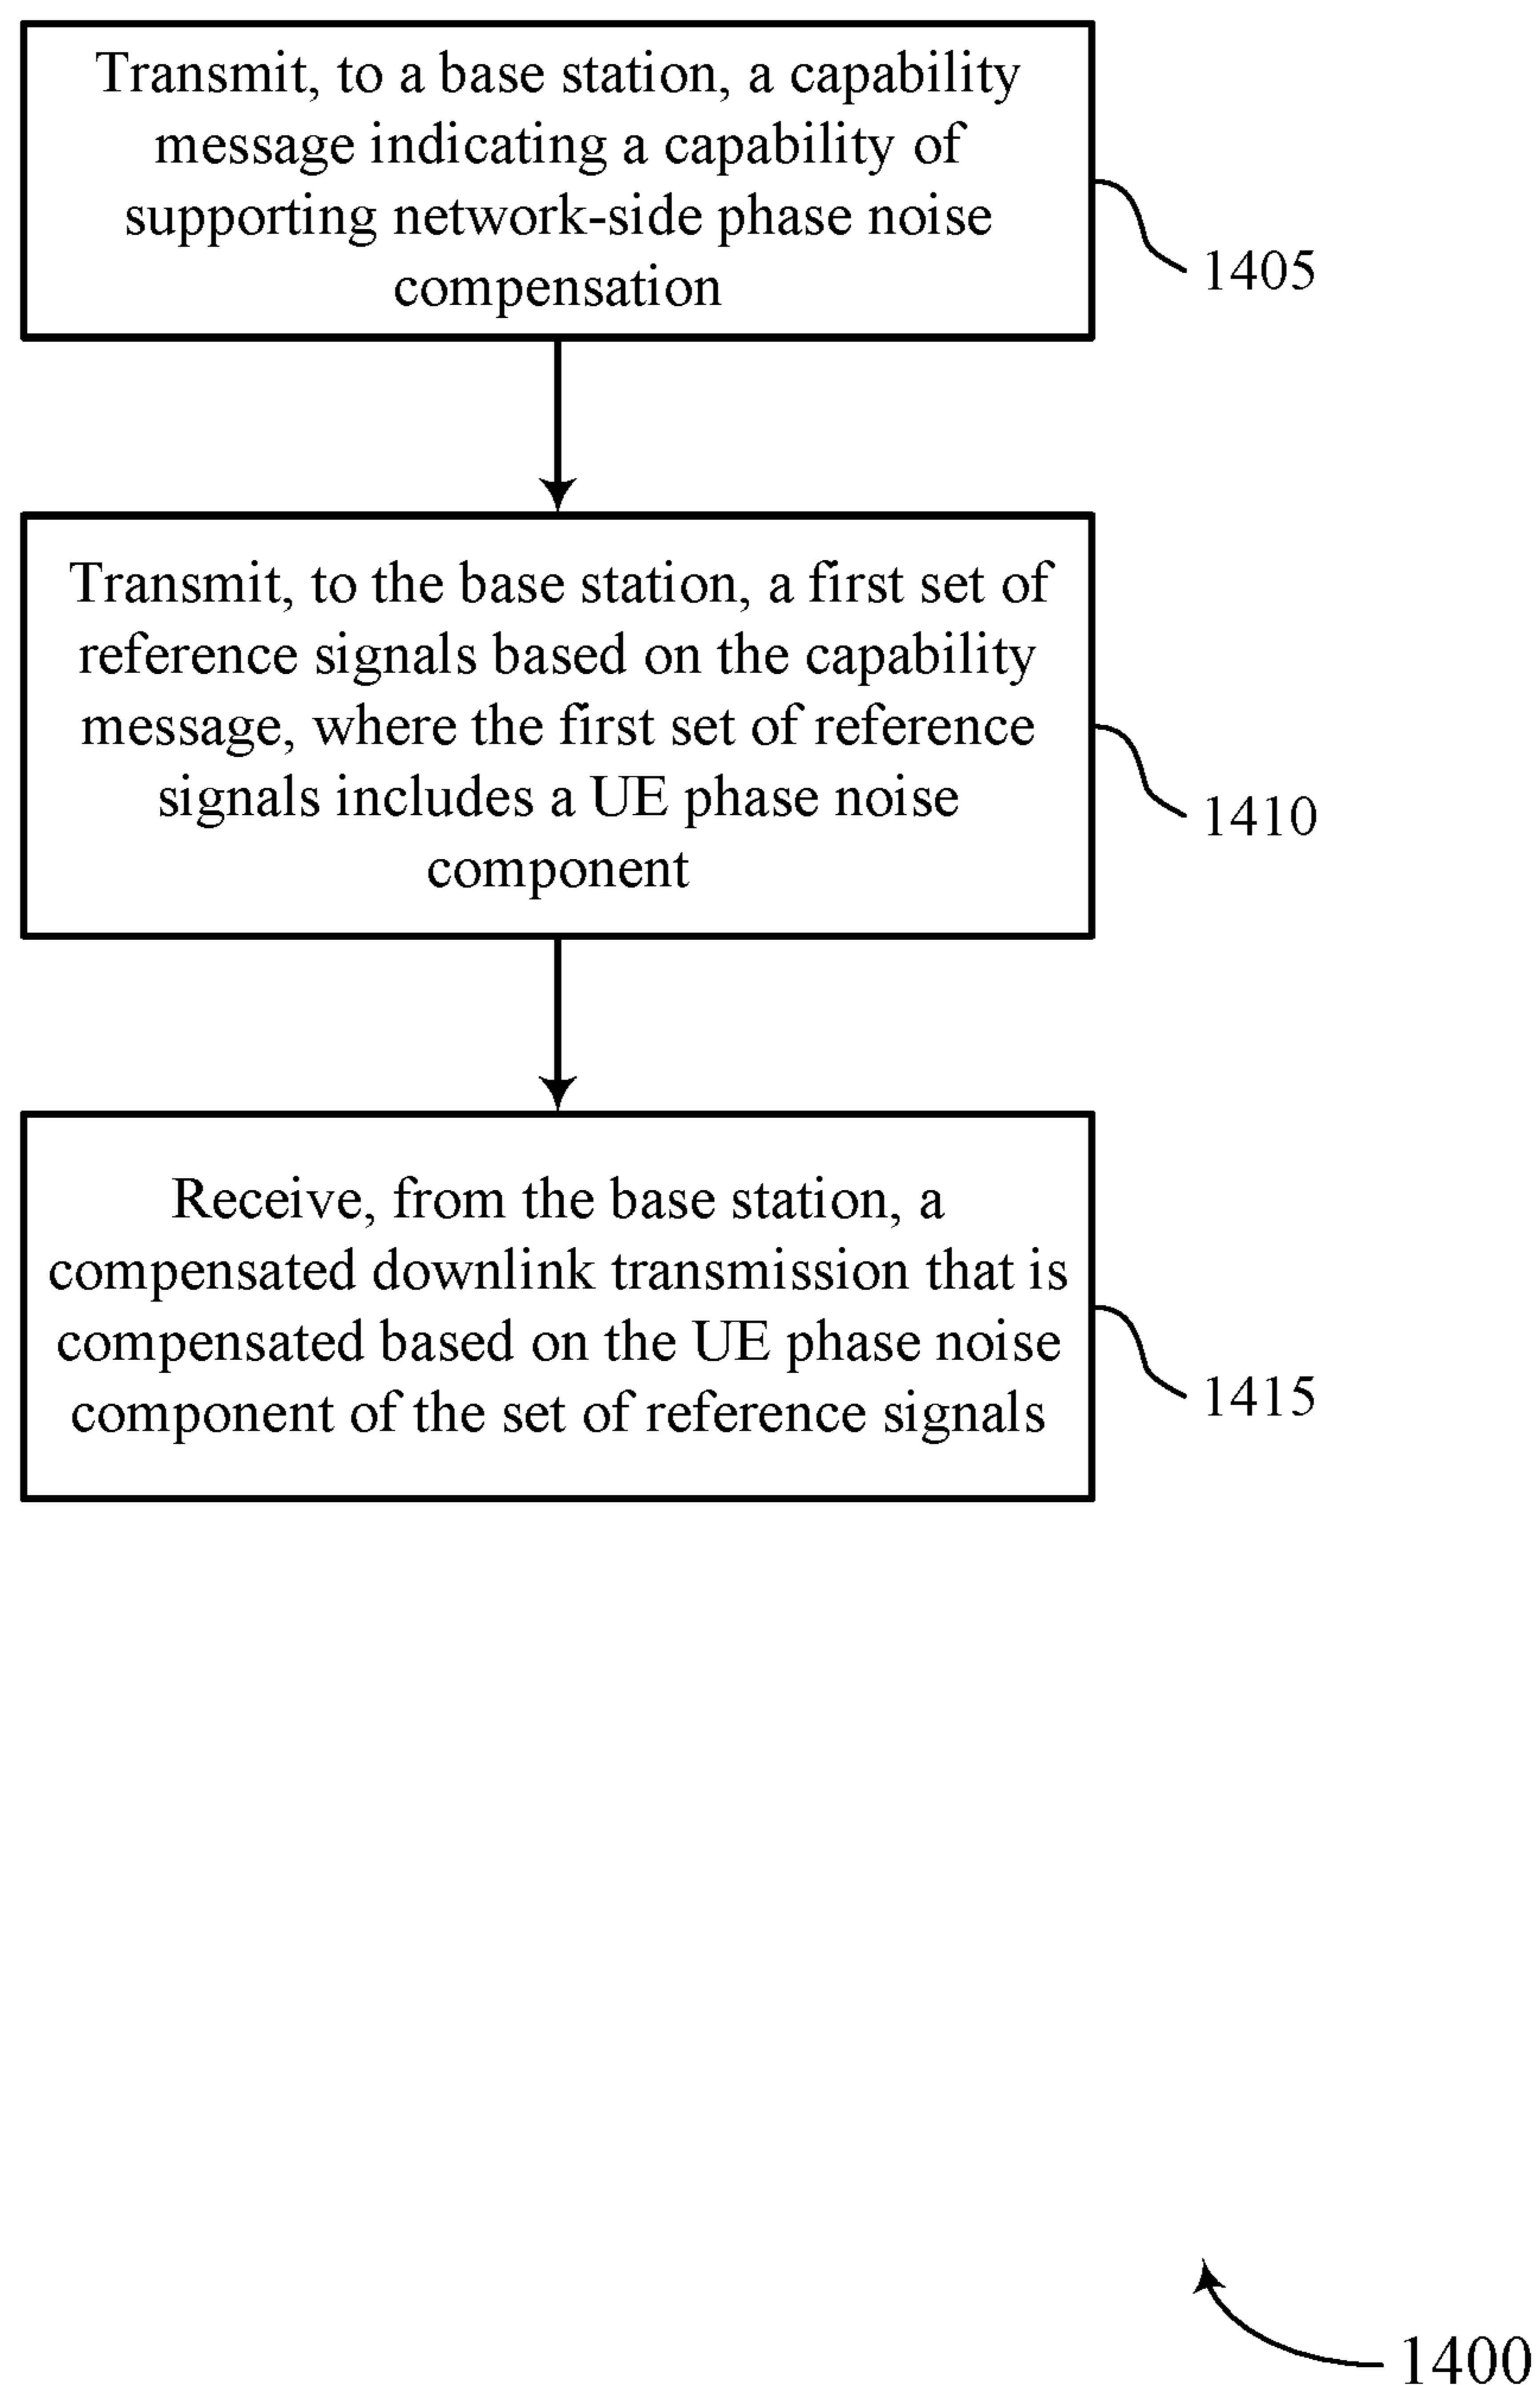 Transmit, to a base station, a capability
message indicating a capability of
supporting network-side phase noise
compensation
1405
Transmit, to the base station, a first set of
reference signals based on the capability
message, where the first set of reference
signals includes a UE phase noise
component
1410
Receive, from the base station, a
compensated downlink transmission that is
compensated based on the UE phase noise
component of the set of reference signals
1415
1400